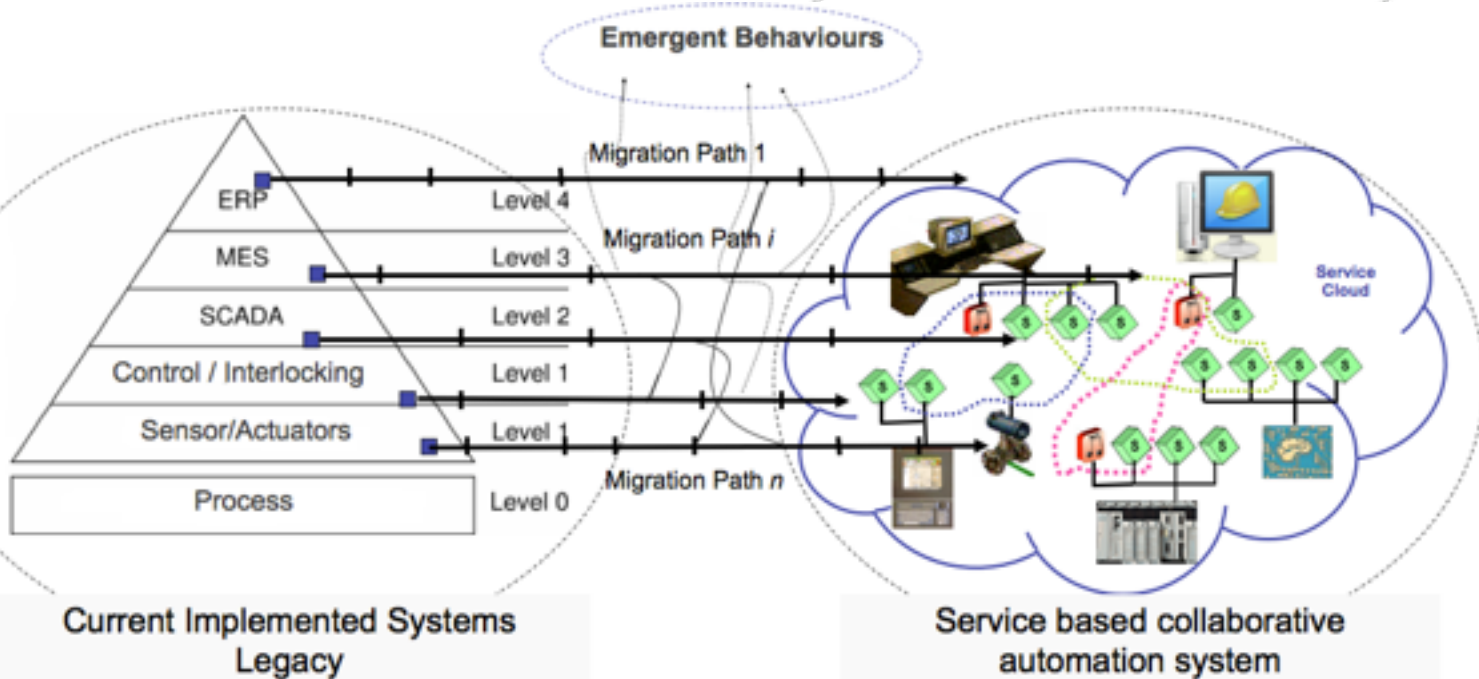 Emergent Behaviours
Migration Path 1
ERP
Level 4
Migration Path i
MES
Level 3
Service
Cloud
SCADA
Level 2
Control / Interlocking
Level 1
Sensor/Actuators
Level 1
Migration Path n
Process
Level 0
S
S
S
S
S
S
S
S
S
S
S
S
S
S
Current Implemented Systems
Legacy
Service based collaborative
automation system